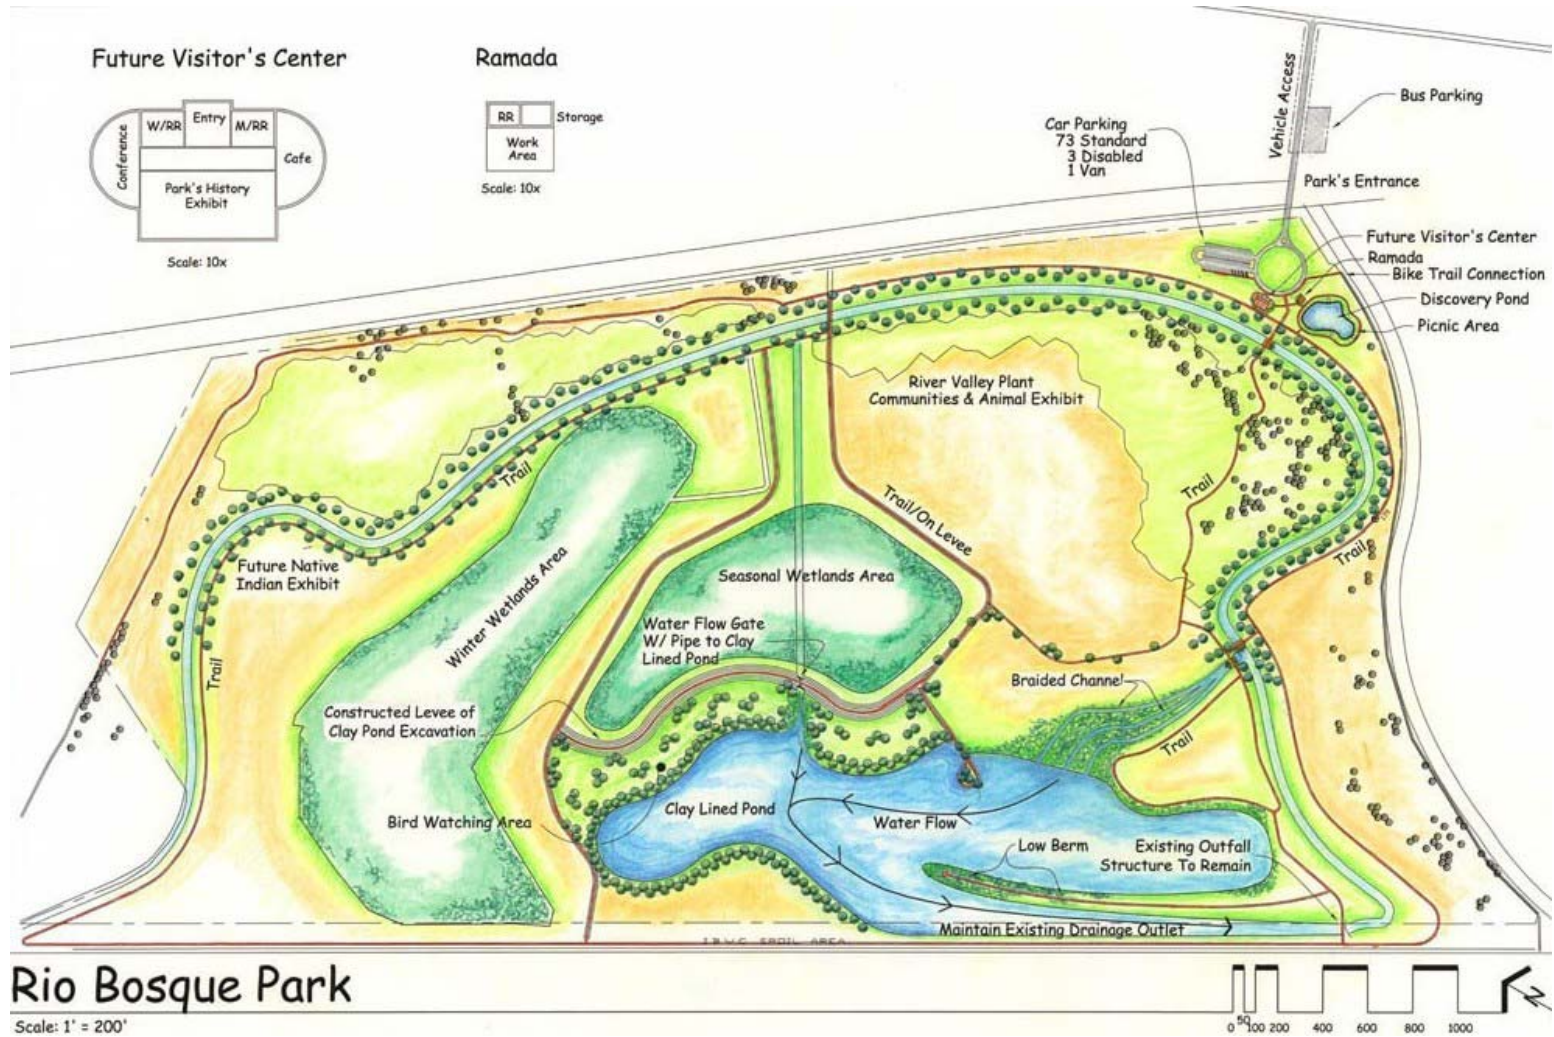 Future Visitor's Center
Ramada
Conference
W/RR
Entry
M/RR
Cafe
Park's History
Exhibit
Scale: 10x
RR
Storage
Work
Area
Scale: 10x
Vehicle Access
Bus Parking
Car Parking
73 Standard
3 Disabled
1 Van
Park's Entrance
Future Visitor's Center
Ramada
Bike Trail Connection
Discovery Pond
Picnic Area
River Valley Plant
Communities & Animal Exhibit
Trail
Trail
Trail/On Levee
Trail
Future Native
Indian Exhibit
Winter Wetlands Area
Seasonal Wetlands Area
Water Flow Gate
W/ Pipe to Clay
Lined Pond
Trail
Braided Channel
Constructed Levee of
Clay Pond Excavation
Trail
Clay Lined Pond
Bird Watching Area
Water Flow
Low Berm
Existing Outfall
Structure To Remain
Maintain Existing Drainage Outlet
I.B.W.C. SPOIL AREA
Rio Bosque Park
Scale: 1' = 200'
0 50 100 200 400 600 800 1000
N